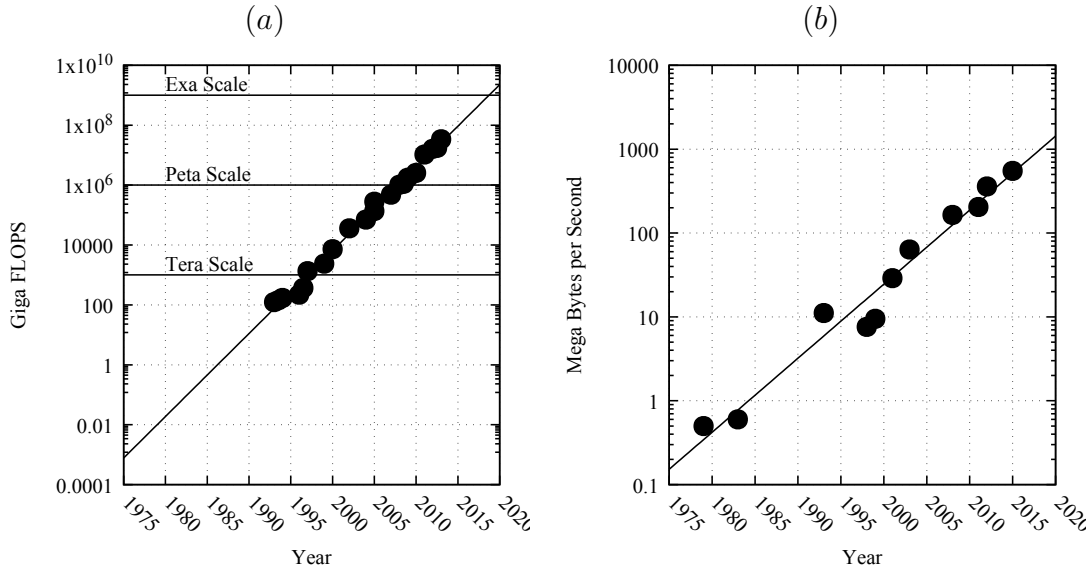 (a)
1x10^10
Exa Scale
1x10^8
Peta Scale
1x10^6
10000
Tera Scale
100
1
0.01
0.0001
Giga FLOPS
1975
1980
1985
1990
1995
2000
2005
2010
2015
2020
Year
(b)
10000
1000
100
10
1
0.1
Mega Bytes per Second
1975
1980
1985
1990
1995
2000
2005
2010
2015
2020
Year